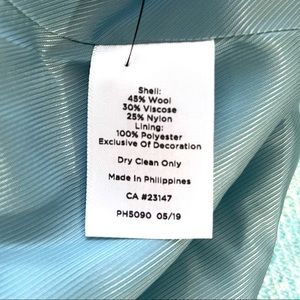 Shell:
45% Wool
30% Viscose
25% Nylon
Lining:
100% Polyester
Exclusive Of Decoration
Dry Clean Only
Made in Philippines
CA #23147
PH5090 05/19